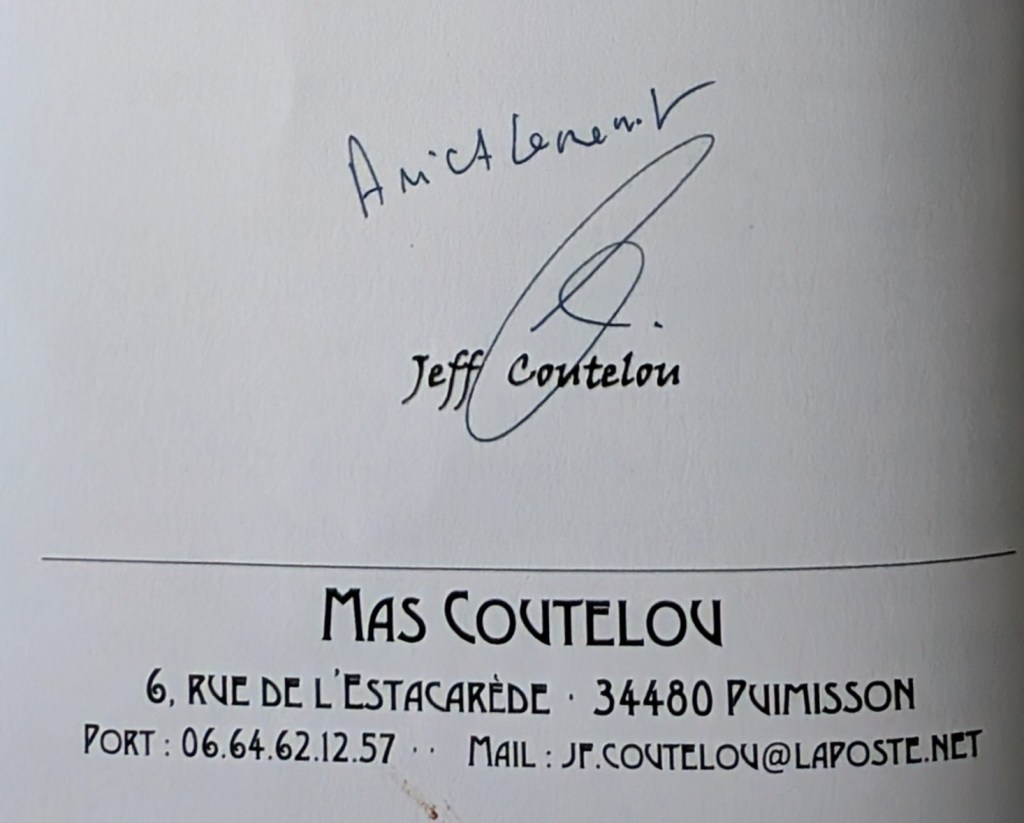 Amicalement
Jeff Coutelou
MAS COUTELOU
6, RUE DE L'ESTACARÈDE · 34480 PUIMISSON
PORT : 06.64.62.12.57 · · MAIL : JF.COUTELOU@LAPOSTE.NET